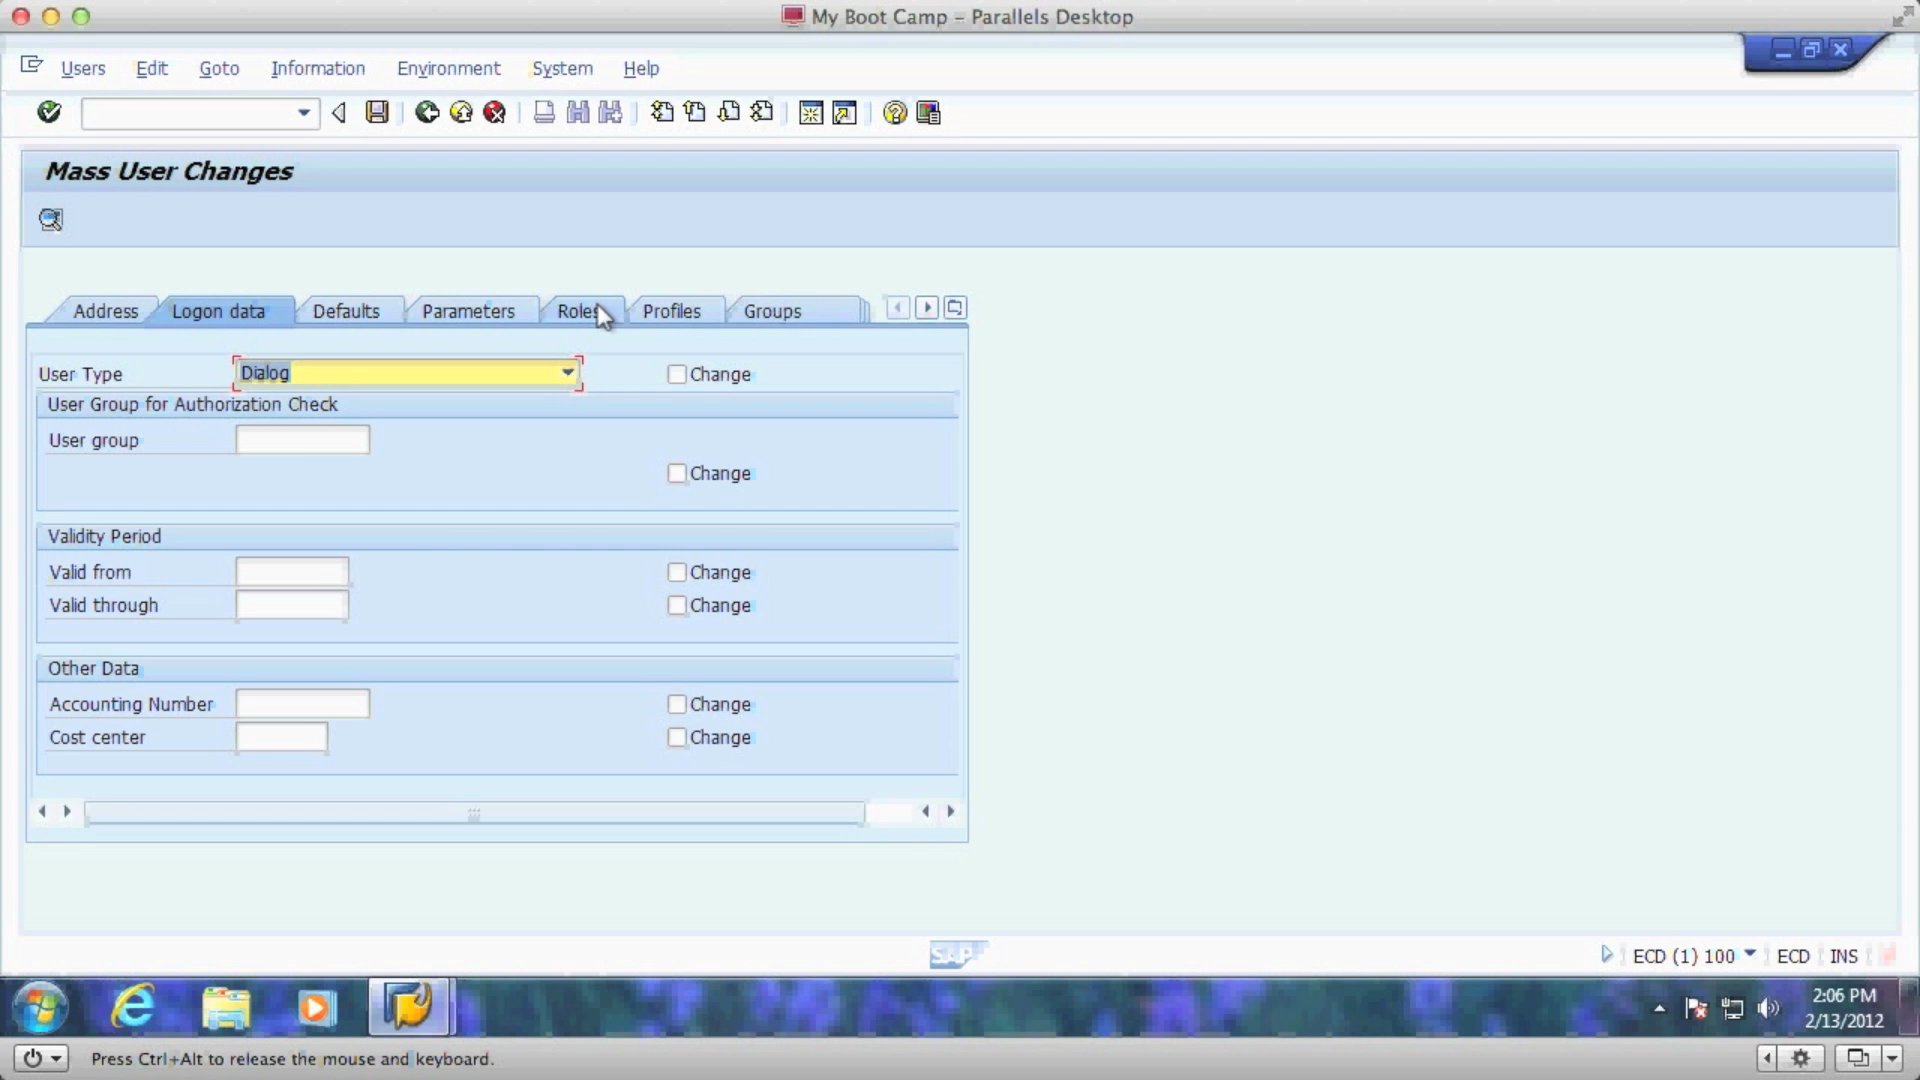 My Boot Camp – Parallels Desktop
Users Edit Goto Information Environment System Help
Mass User Changes
Address Logon data Defaults Parameters Roles Profiles Groups
User Type Dialog Change
User Group for Authorization Check
User group
Change
Validity Period
Valid from Change
Valid through Change
Other Data
Accounting Number Change
Cost center Change
SAP
ECD (1) 100 ECD INS
2:06 PM
2/13/2012
Press Ctrl+Alt to release the mouse and keyboard.